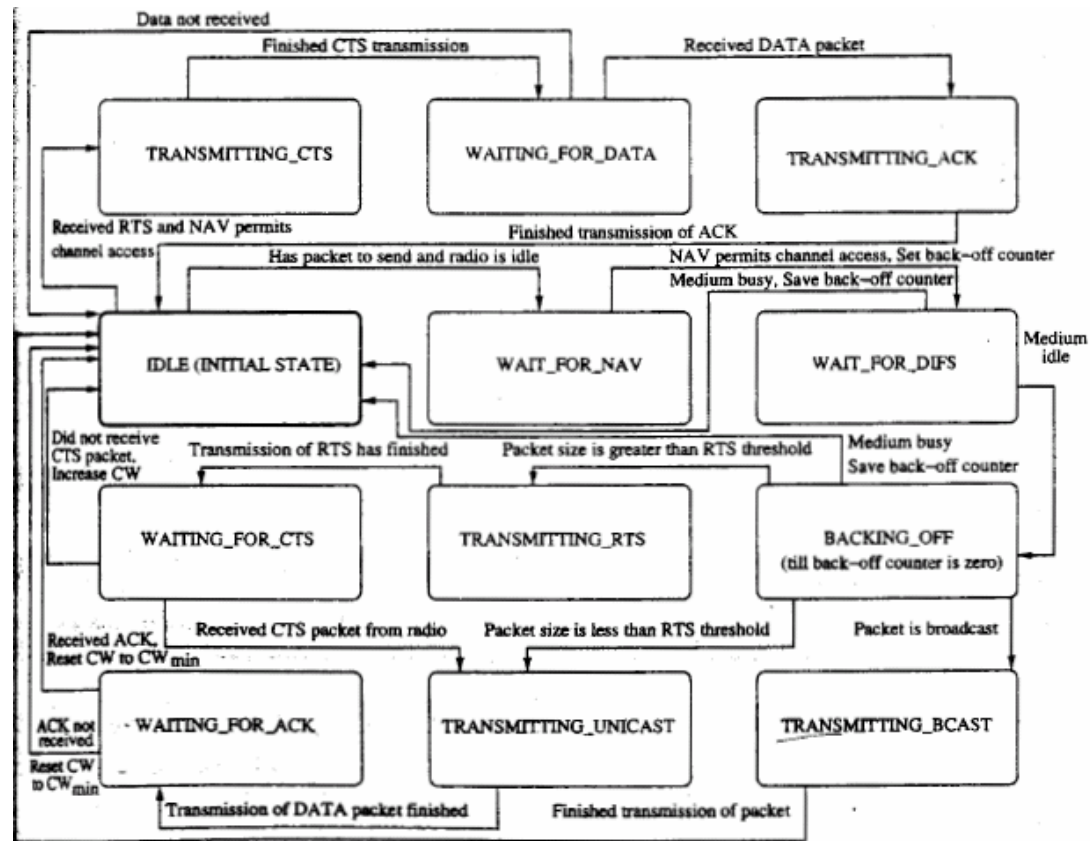 Data not received
Finished CTS transmission
Received DATA packet
TRANSMITTING_CTS
WAITING_FOR_DATA
TRANSMITTING_ACK
Received RTS and NAV permits
channel access
Finished transmission of ACK
Has packet to send and radio is idle
NAV permits channel access, Set back-off counter
Medium busy, Save back-off counter
IDLE (INITIAL STATE)
WAIT_FOR_NAV
WAIT_FOR_DIFS
Medium
idle
Did not receive
CTS packet,
Increase CW
Transmission of RTS has finished
Packet size is greater than RTS threshold
Medium busy
Save back-off counter
WAITING_FOR_CTS
TRANSMITTING_RTS
BACKING_OFF
(till back-off counter is zero)
Received ACK,
Reset CW to CWmin
Received CTS packet from radio
Packet size is less than RTS threshold
Packet is broadcast
WAITING_FOR_ACK
TRANSMITTING_UNICAST
TRANSMITTING_BCAST
ACK not
received
Reset CW
to CWmin
Transmission of DATA packet finished
Finished transmission of packet